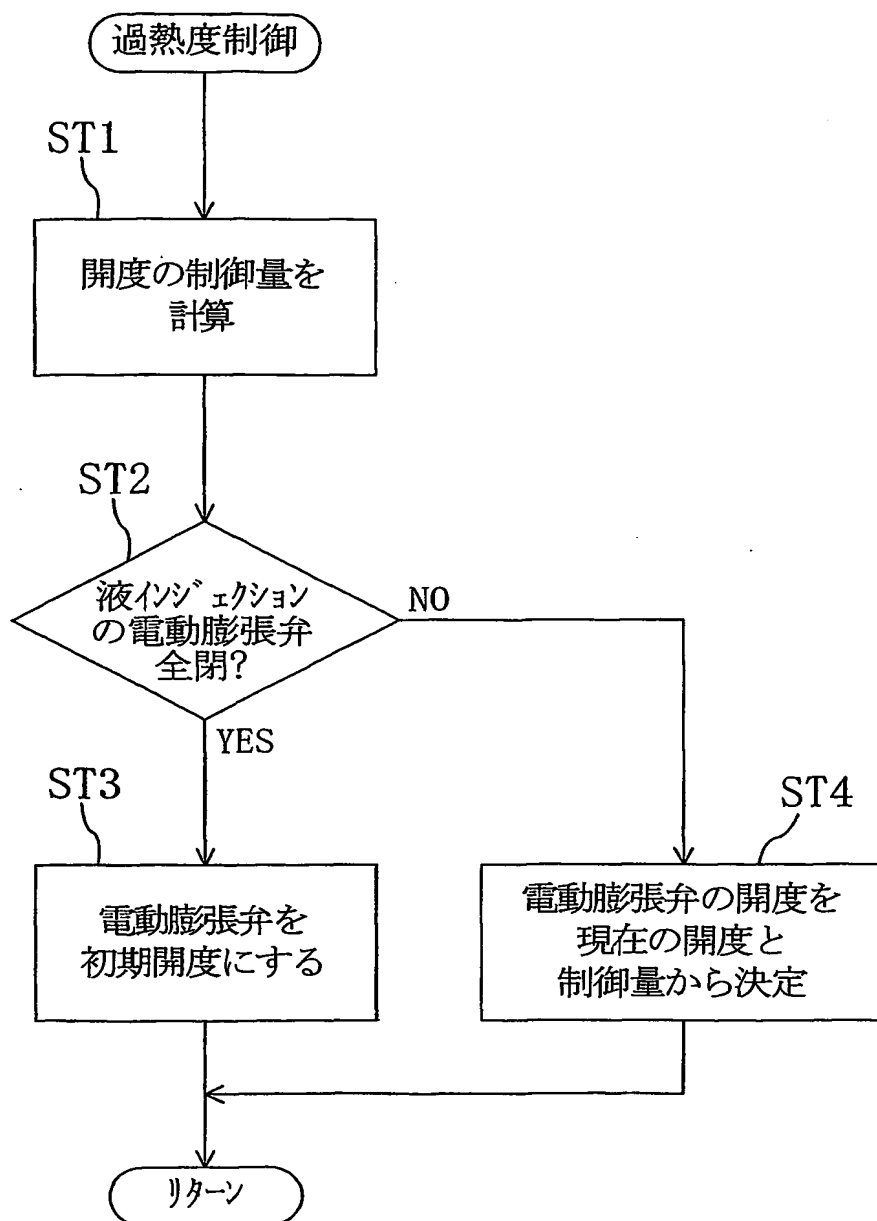 過熱度制御
ST1
開度の制御量を
計算
ST2
液ｲﾝｼﾞｪｸｼｮﾝ
の電動膨張弁
全閉?
NO
YES
ST3
電動膨張弁を
初期開度にする
ST4
電動膨張弁の開度を
現在の開度と
制御量から決定
ﾘﾀｰﾝ